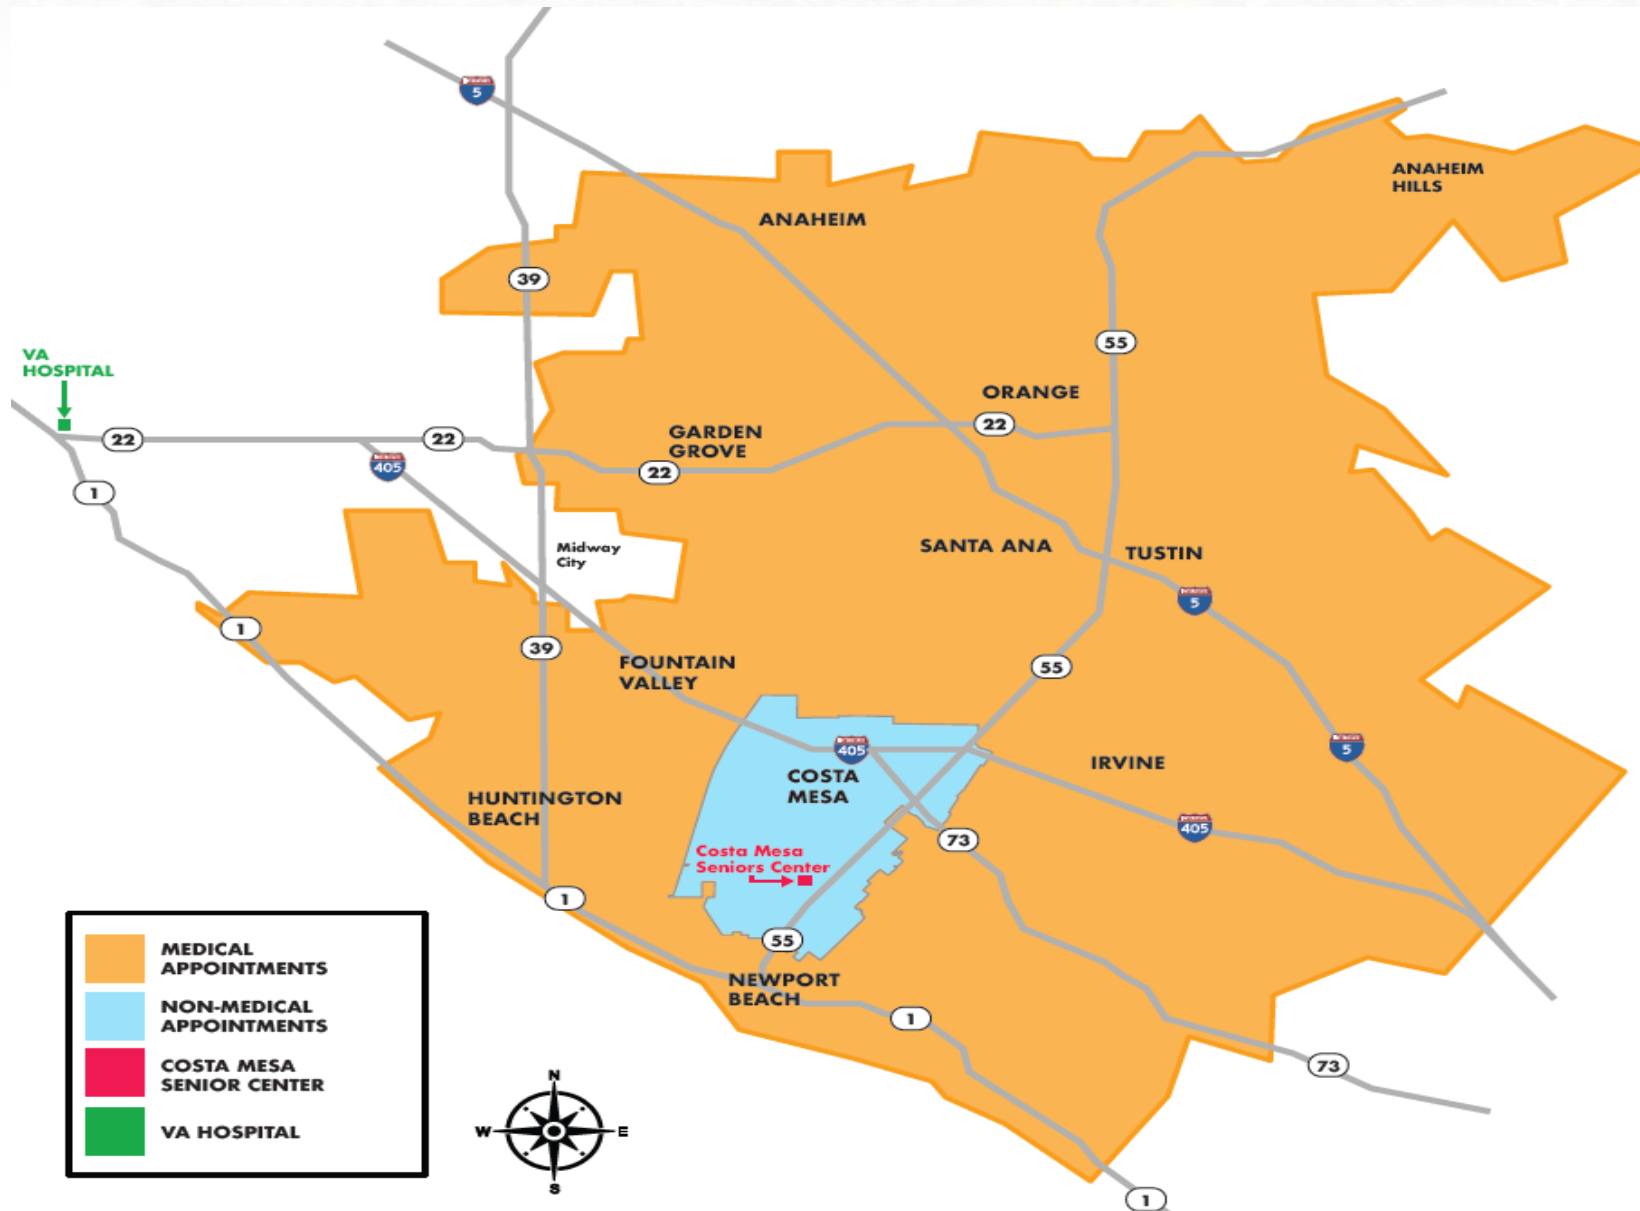 5
ANAHEIM
HILLS
ANAHEIM
39
55
VA
HOSPITAL
ORANGE
22
22
22
GARDEN
GROVE
22
405
1
SANTA ANA
TUSTIN
Midway
City
5
1
39
FOUNTAIN
VALLEY
55
405
5
IRVINE
COSTA
MESA
HUNTINGTON
BEACH
405
73
Costa Mesa
Seniors Center
1
55
NEWPORT
BEACH
1
73
1
MEDICAL
APPOINTMENTS
NON-MEDICAL
APPOINTMENTS
COSTA MESA
SENIOR CENTER
VA HOSPITAL
N
W
E
S